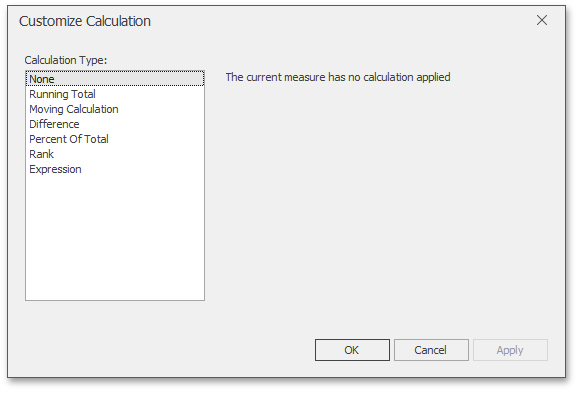 Customize Calculation
Calculation Type:
None
The current measure has no calculation applied
Running Total
Moving Calculation
Difference
Percent Of Total
Rank
Expression
OK
Cancel
Apply